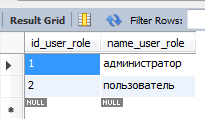 Result Grid Filter Rows:
id_user_role name_user_role
1 администратор
2 пользователь
NULL NULL